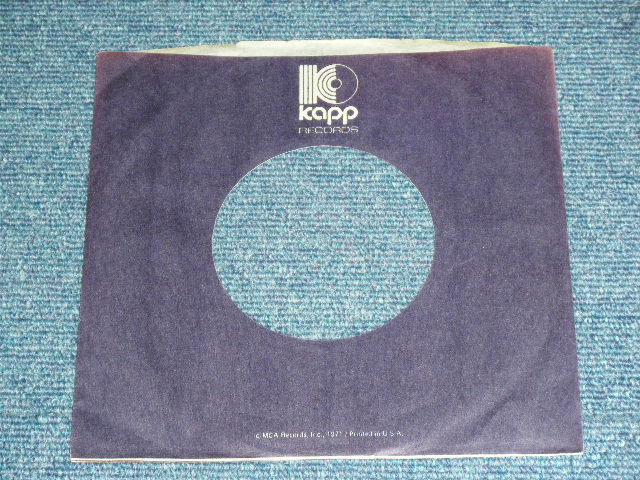 kapp
RECORDS
© MCA Records, Inc., 1971 / Printed in U.S.A.